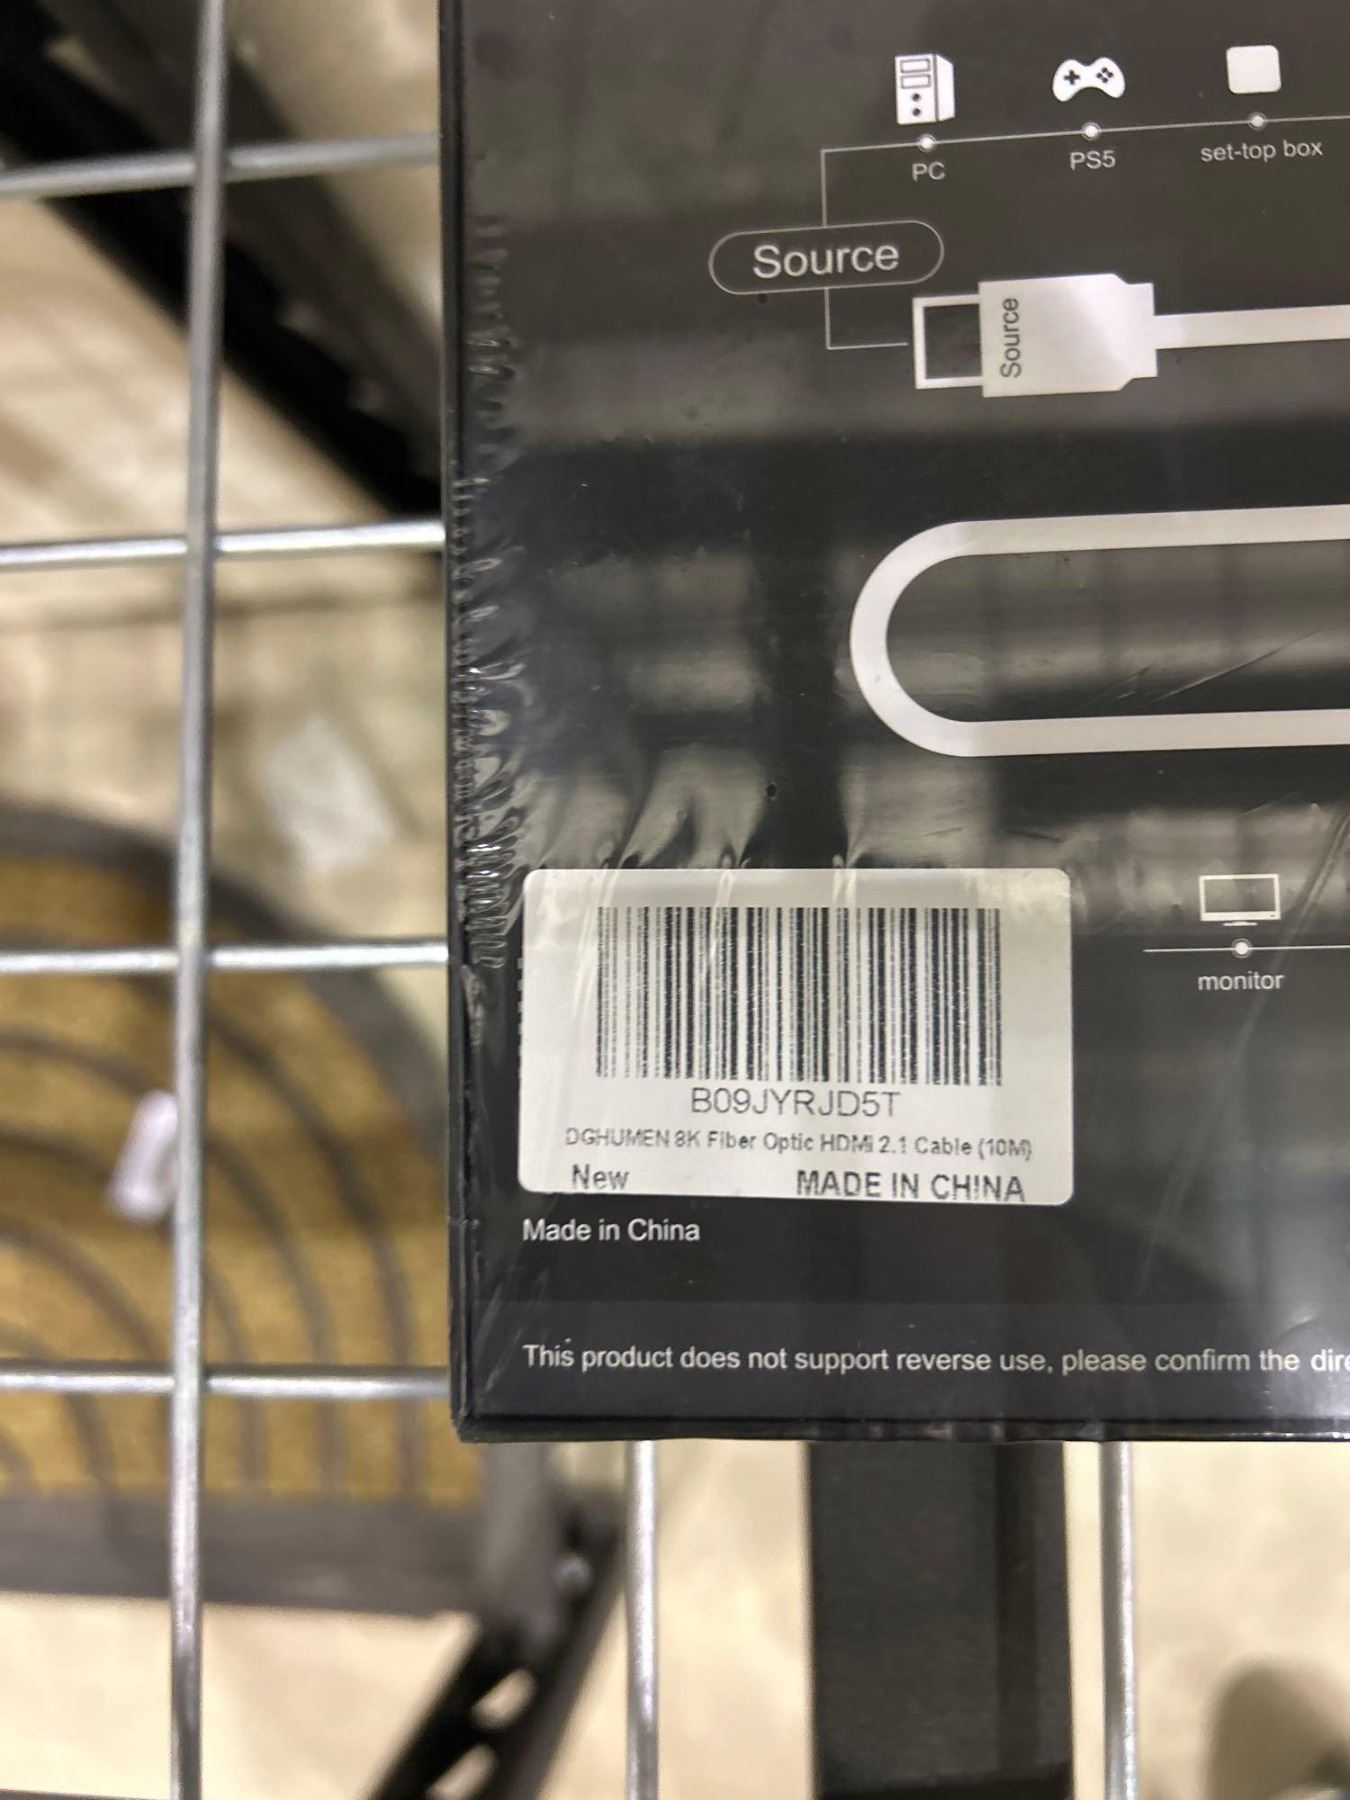 PC
PS5
set-top box
Source
Source
monitor
B09JYRJD5T
DGHUMEN 8K Fiber Optic HDMI 2.1 Cable (10M)
New
MADE IN CHINA
Made in China
This product does not support reverse use, please confirm the